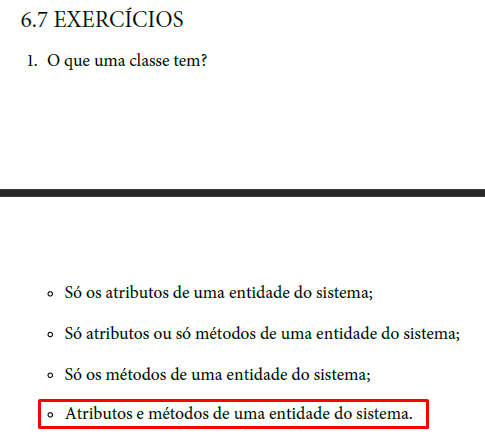 6.7 EXERCÍCIOS
1. O que uma classe tem?
Só os atributos de uma entidade do sistema;
Só atributos ou só métodos de uma entidade do sistema;
Só os métodos de uma entidade do sistema;
Atributos e métodos de uma entidade do sistema.